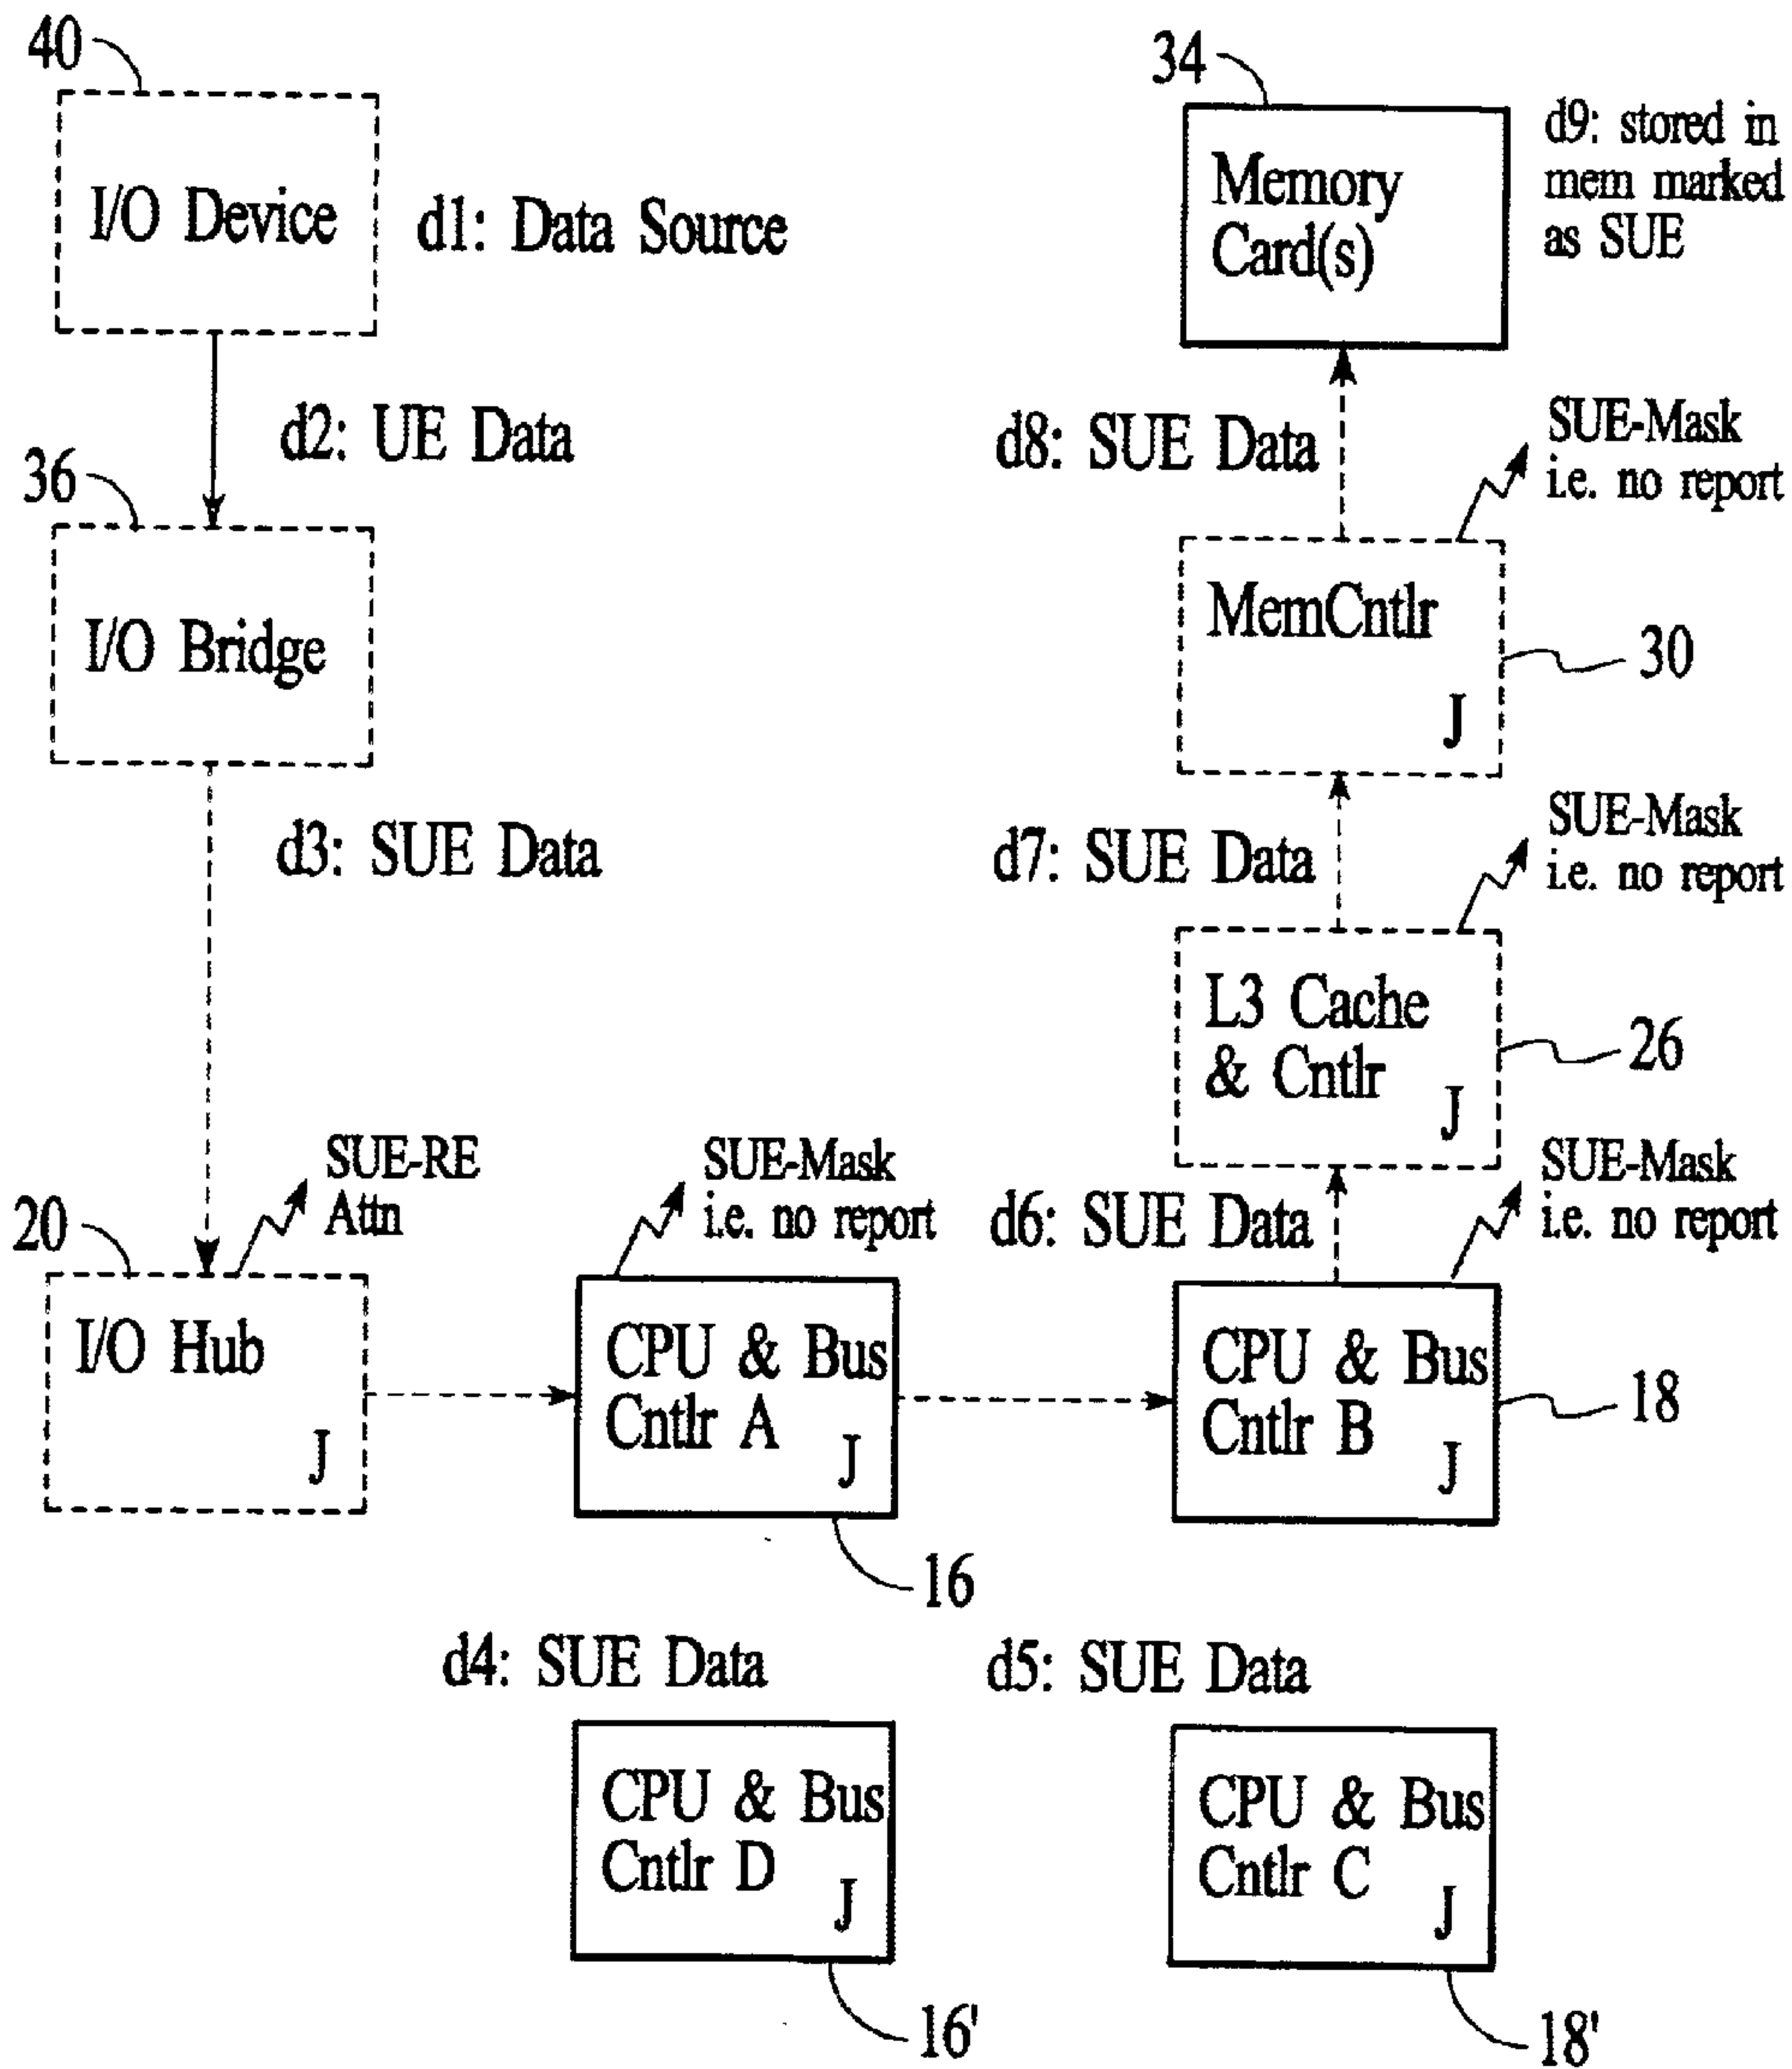 40
I/O Device
d1: Data Source
d2: UE Data
36
I/O Bridge
d3: SUE Data
SUE-RE
Attn
20
I/O Hub
J
SUE-Mask
i.e. no report
CPU & Bus
Cntlr A
J
16
d4: SUE Data
CPU & Bus
Cntlr D
J
16'
34
Memory
Card(s)
d9: stored in
mem marked
as SUE
d8: SUE Data
SUE-Mask
i.e. no report
MemCntlr
J
30
d7: SUE Data
SUE-Mask
i.e. no report
L3 Cache
& Cntlr
J
26
d6: SUE Data
SUE-Mask
i.e. no report
CPU & Bus
Cntlr B
J
18
d5: SUE Data
CPU & Bus
Cntlr C
J
18'